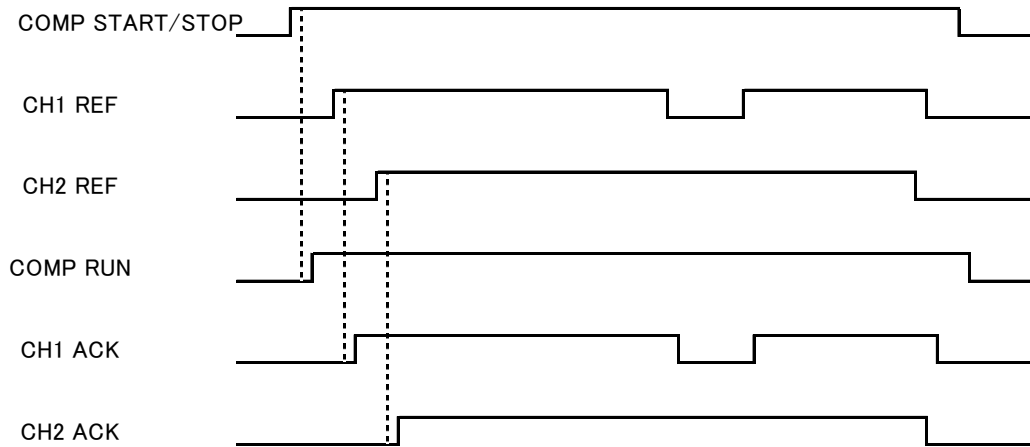 COMP START/STOP
CH1 REF
CH2 REF
COMP RUN
CH1 ACK
CH2 ACK